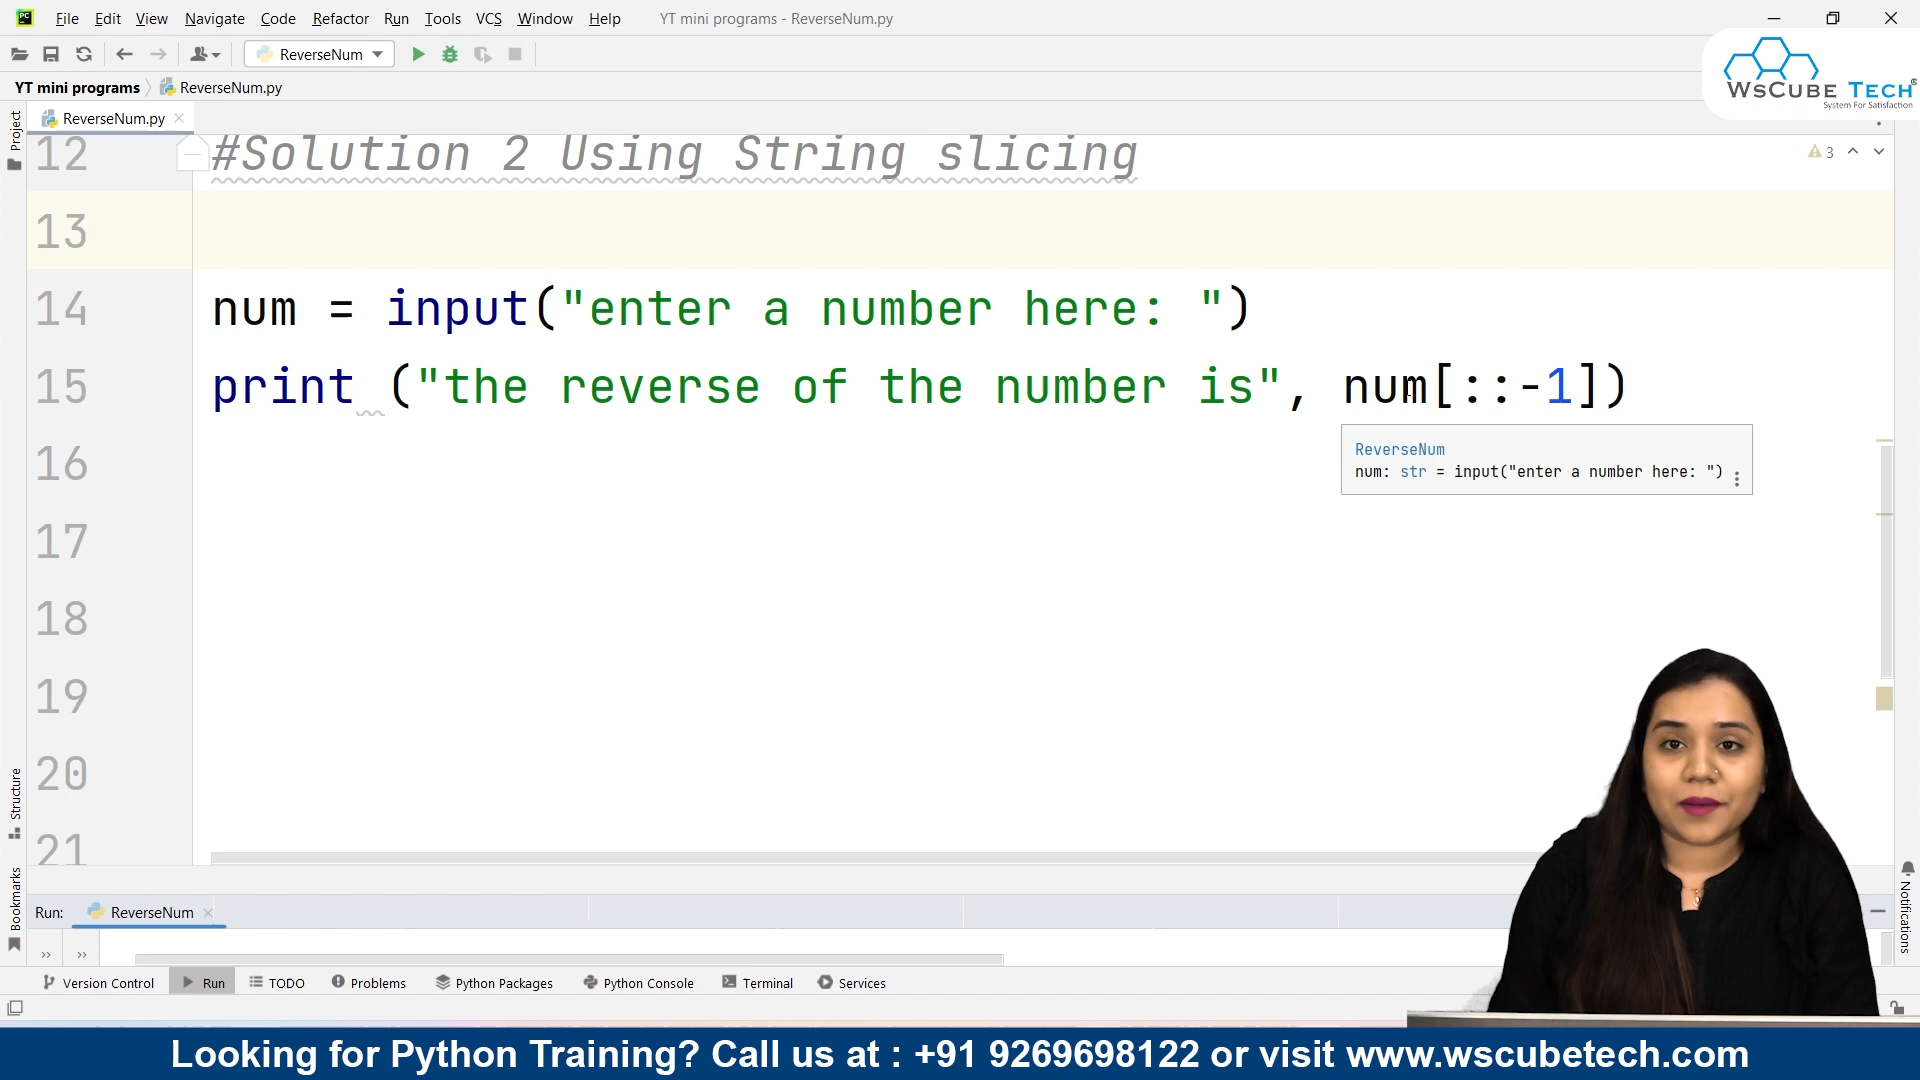 File Edit View Navigate Code Refactor Run Tools VCS Window Help YT mini programs - ReverseNum.py
ReverseNum
YT mini programs ReverseNum.py
WsCube Tech®
System For Satisfaction
Project
ReverseNum.py
3
12 #Solution 2 Using String slicing
13
14 num = input("enter a number here: ")
15 print ("the reverse of the number is", num[::-1])
ReverseNum
num: str = input("enter a number here: ")
16
17
18
19
20
21
Structure
Bookmarks
Notifications
Run: ReverseNum
Version Control Run TODO Problems Python Packages Python Console Terminal Services
Looking for Python Training? Call us at : +91 9269698122 or visit www.wscubetech.com